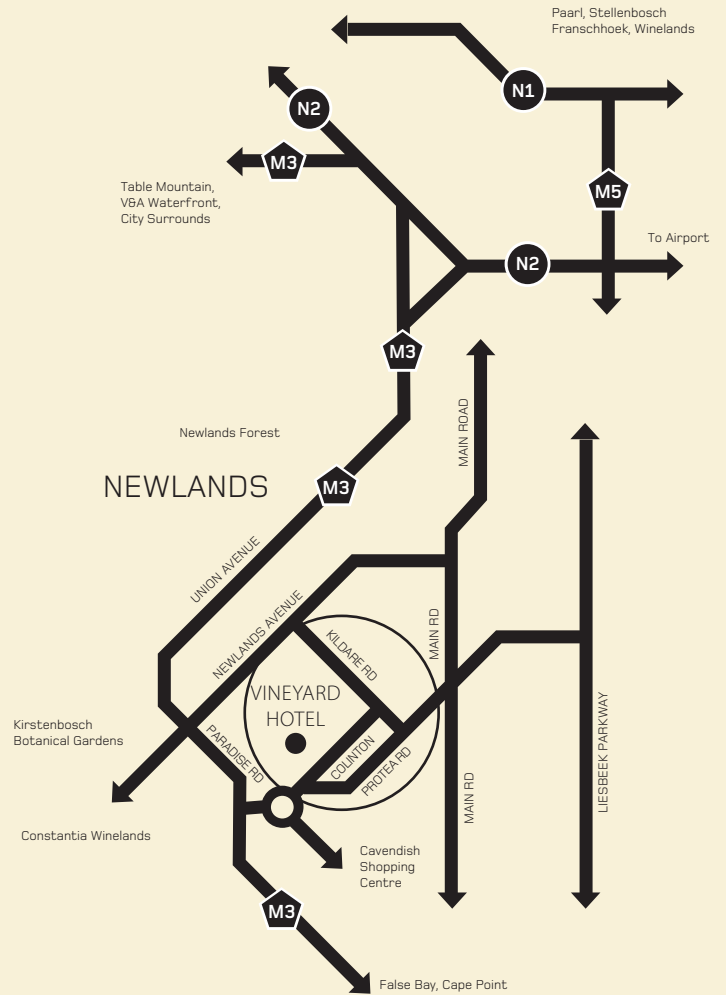 Paarl, Stellenbosch
Franschhoek, Winelands
N1
N2
M3
M5
Table Mountain,
V&A Waterfront,
City Surrounds
To Airport
N2
M3
MAIN ROAD
Newlands Forest
NEWLANDS
M3
UNION AVENUE
NEWLANDS AVENUE
KILDARE RD
MAIN RD
VINEYARD
HOTEL
Kirstenbosch
Botanical Gardens
PARADISE RD
COLINTON
PROTEA RD
MAIN RD
LIESBEEK PARKWAY
Constantia Winelands
Cavendish
Shopping
Centre
M3
False Bay, Cape Point